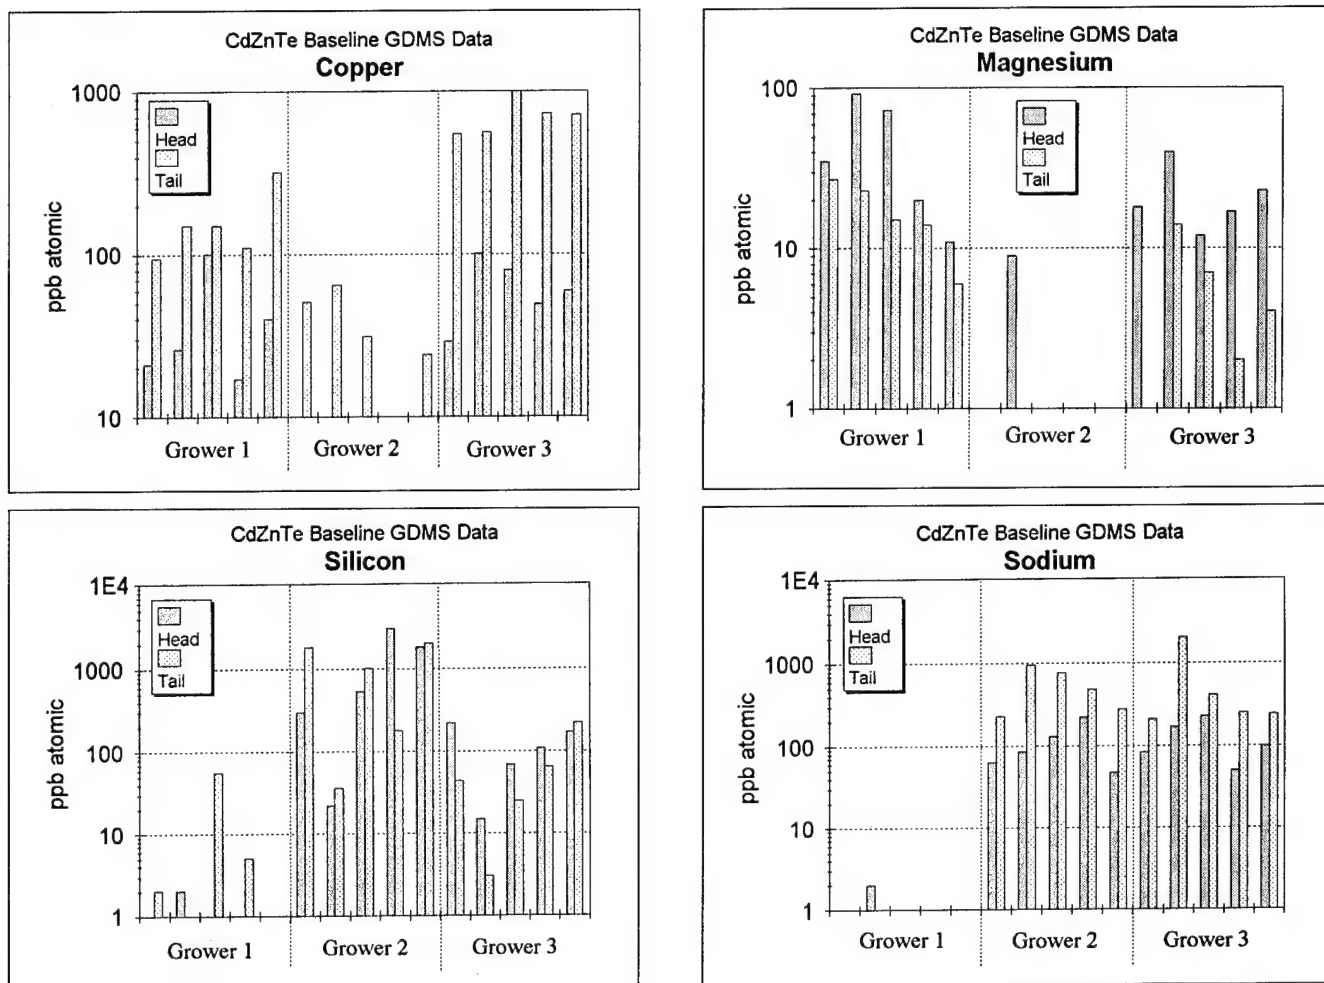 CdZnTe Baseline GDMS Data
Copper
1000
100
10
ppb atomic
Head
Tail
Grower 1
Grower 2
Grower 3
CdZnTe Baseline GDMS Data
Magnesium
100
10
1
ppb atomic
Head
Tail
Grower 1
Grower 2
Grower 3
CdZnTe Baseline GDMS Data
Silicon
1E4
1000
100
10
1
ppb atomic
Head
Tail
Grower 1
Grower 2
Grower 3
CdZnTe Baseline GDMS Data
Sodium
1E4
1000
100
10
1
ppb atomic
Head
Tail
Grower 1
Grower 2
Grower 3